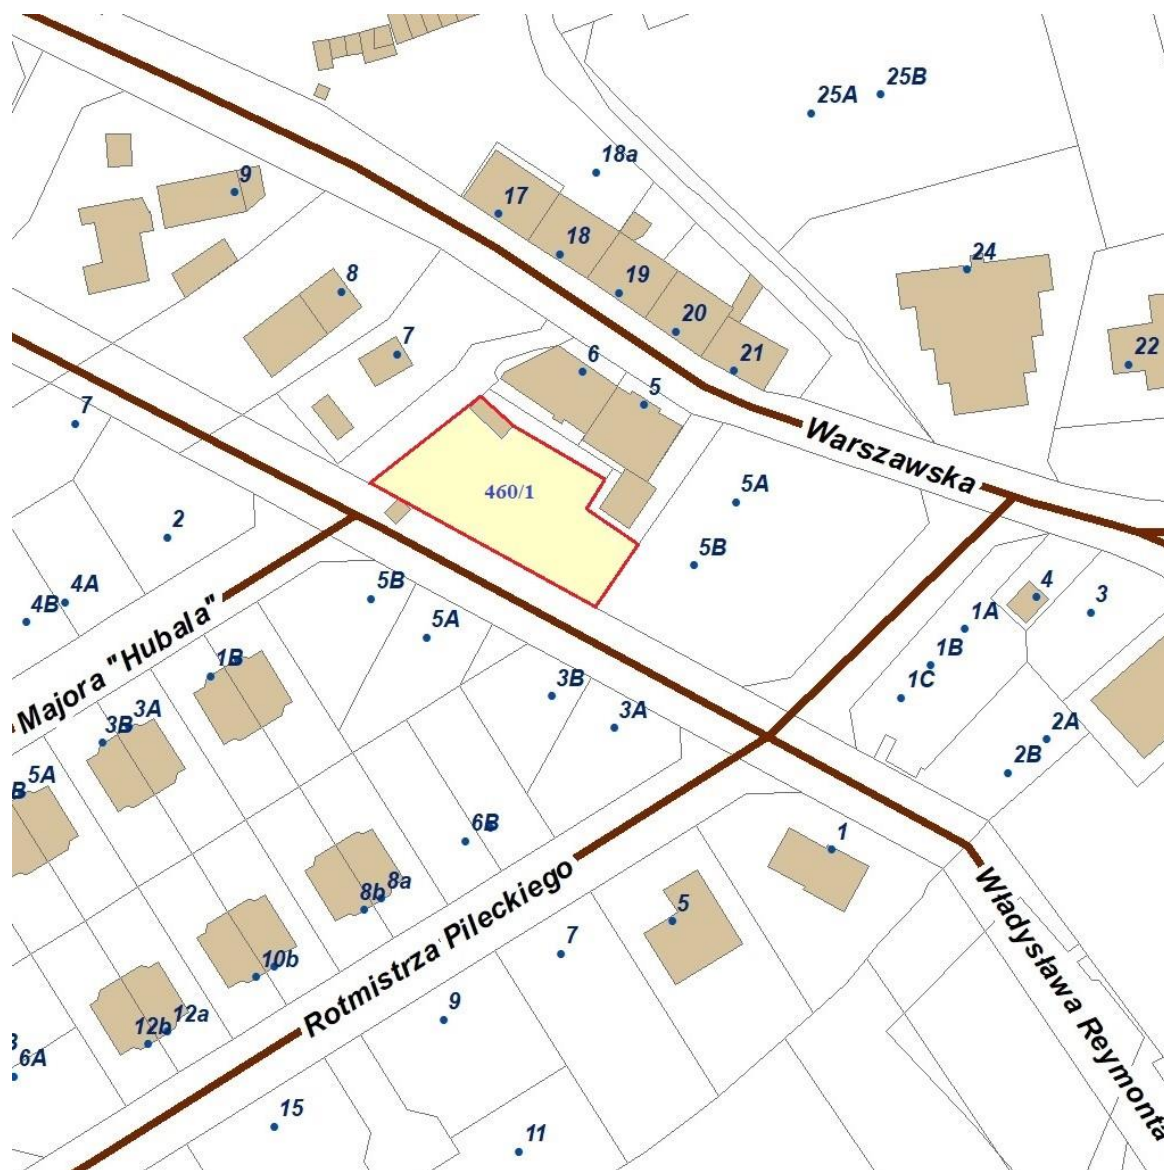 25B
25A
18a
9
17
18
24
8
19
20
22
7
6
21
5
7
Warszawska
460/1
5A
2
5B
4A
4B
5B
5A
4
3
1A
Majora "Hubala"
1B
1B
1C
3B
3A
3A
3B
2A
5A
B
2B
6B
1
8a
8b
5
Władysława Reymonta
Rotmistrza Pileckiego
7
10b
9
12a
12b
B
6A
15
11